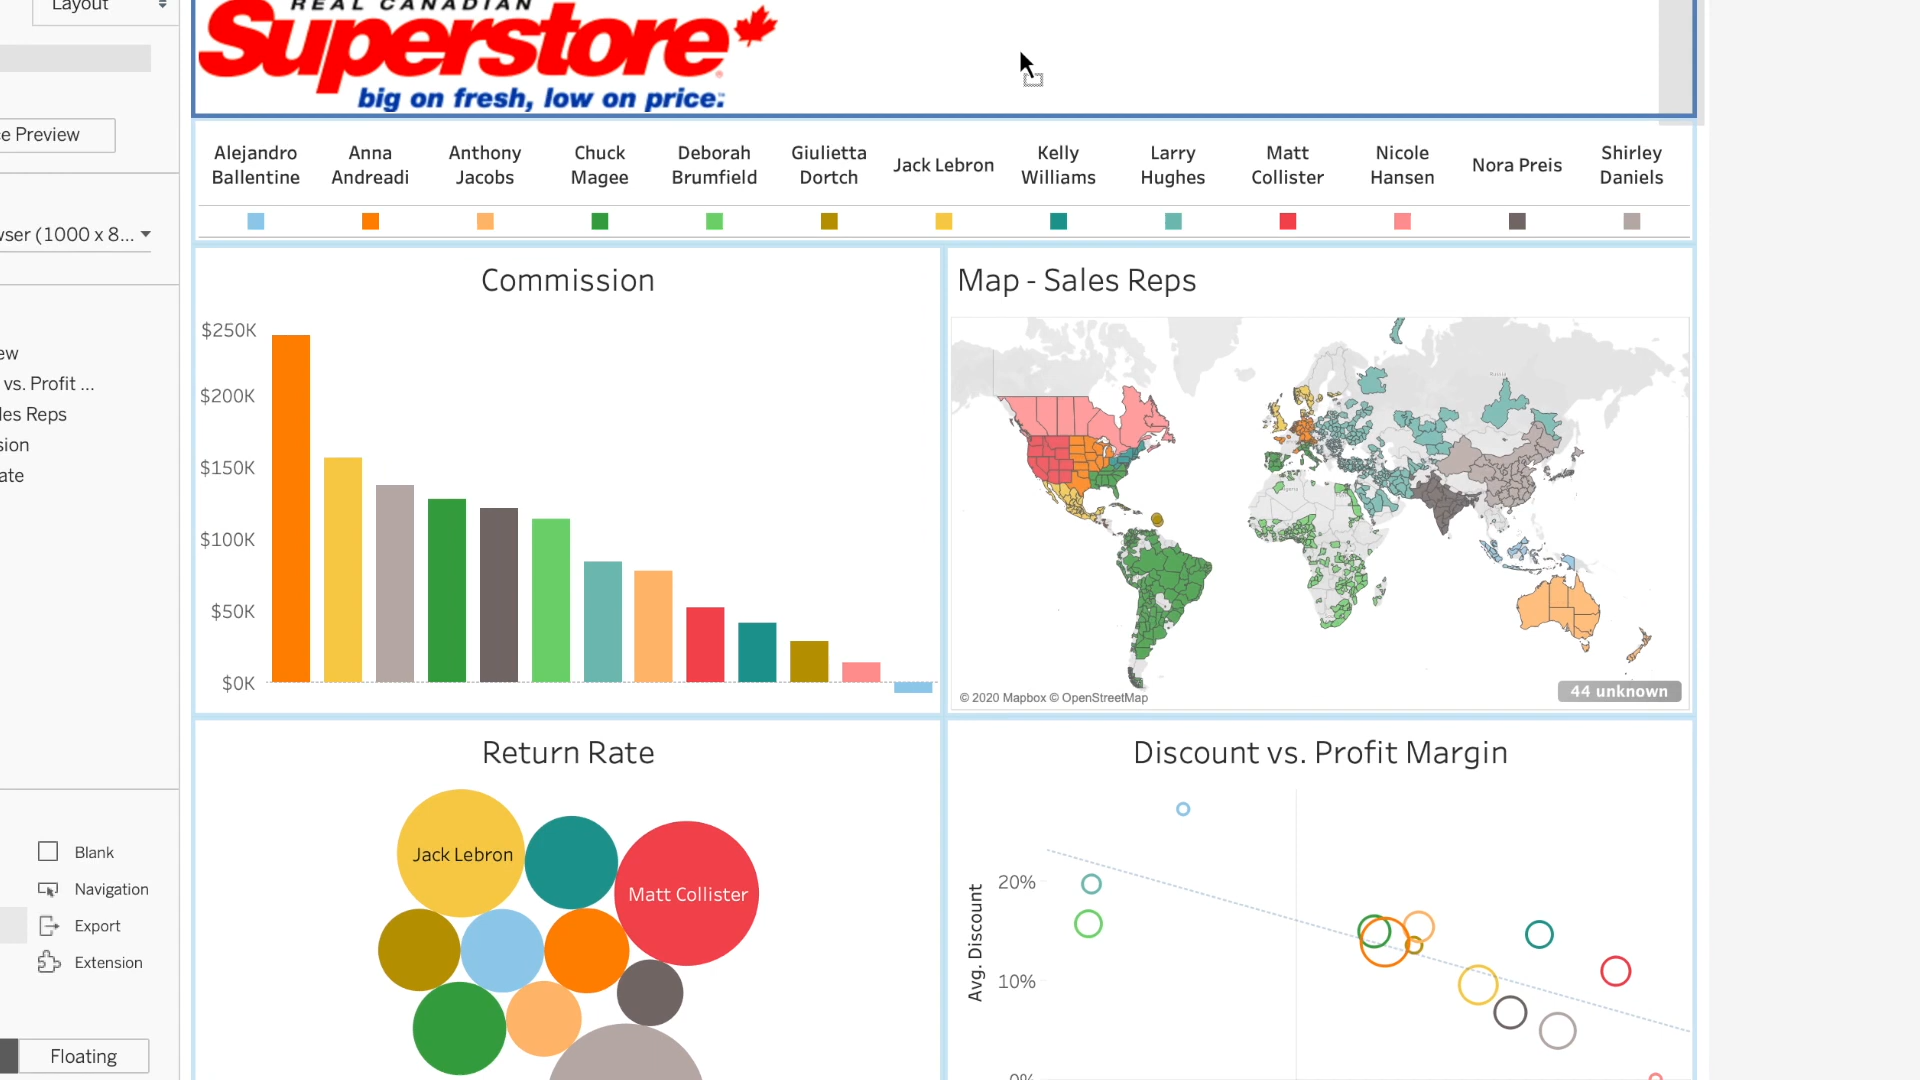 Layout
REAL CANADIAN
Superstore
big on fresh, low on price.
e Preview
wser (1000 x 8...
ew
vs. Profit ...
les Reps
sion
ate
Blank
Navigation
Export
Extension
Floating
Alejandro Ballentine
Anna Andreadi
Anthony Jacobs
Chuck Magee
Deborah Brumfield
Giulietta Dortch
Jack Lebron
Kelly Williams
Larry Hughes
Matt Collister
Nicole Hansen
Nora Preis
Shirley Daniels
Commission
$250K
$200K
$150K
$100K
$50K
$0K
Map - Sales Reps
Russia
Algeria
© 2020 Mapbox © OpenStreetMap
44 unknown
Return Rate
Jack Lebron
Matt Collister
Discount vs. Profit Margin
Avg. Discount
20%
10%
0%